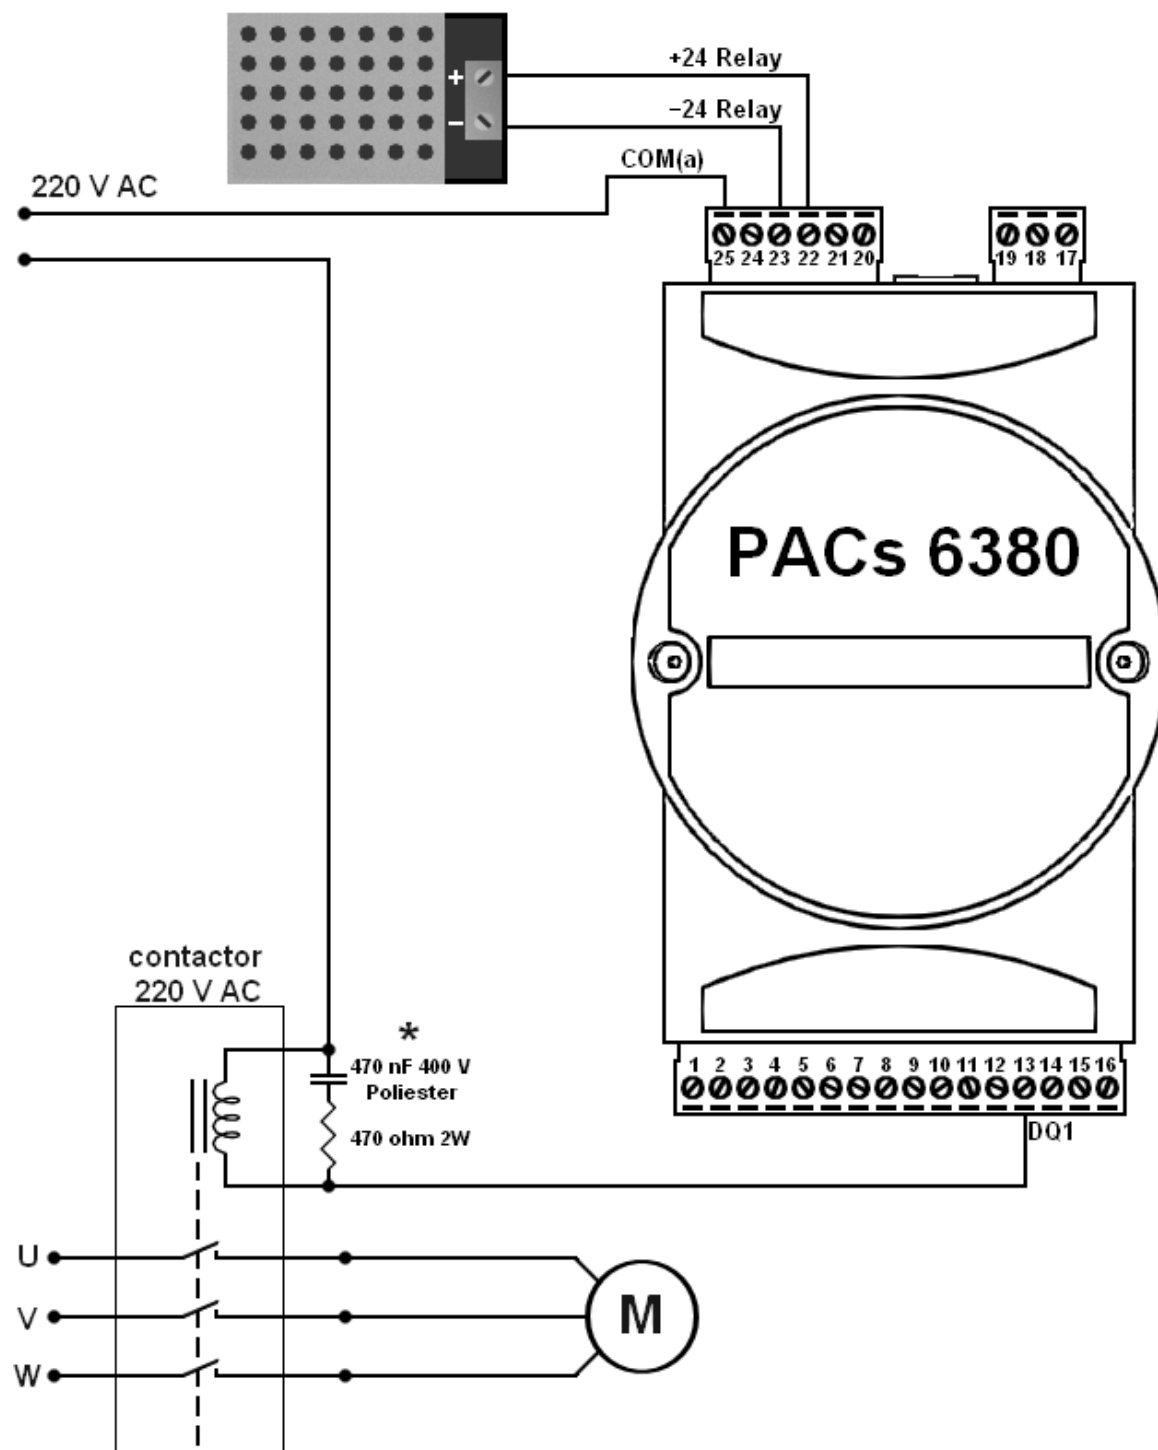 +
−
+24 Relay
−24 Relay
COM(a)
220 V AC
25 24 23 22 21 20
19 18 17
PACs 6380
contactor
220 V AC
*
470 nF 400 V
Poliester
470 ohm 2W
1 2 3 4 5 6 7 8 9 10 11 12 13 14 15 16
DQ1
U
V
W
M